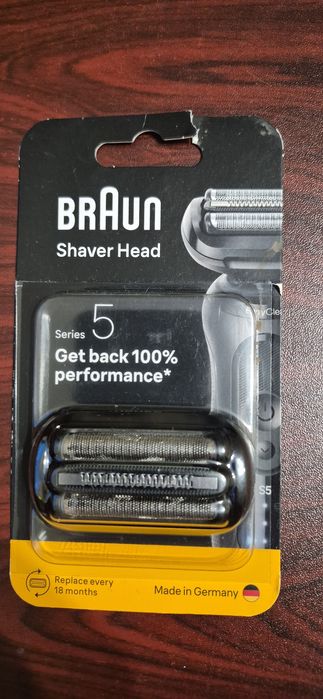 BRAUN
Shaver Head
Series 5
Get back 100%
performance*
S5
Replace every
18 months
Made in Germany